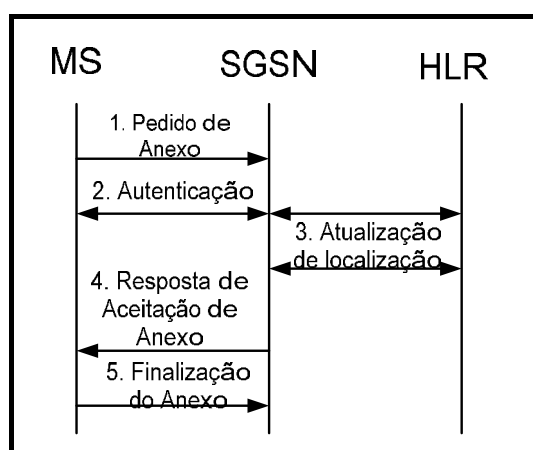 MS SGSN HLR
1. Pedido de
Anexo
2. Autenticação
3. Atualização
de localização
4. Resposta de
Aceitação de
Anexo
5. Finalização
do Anexo